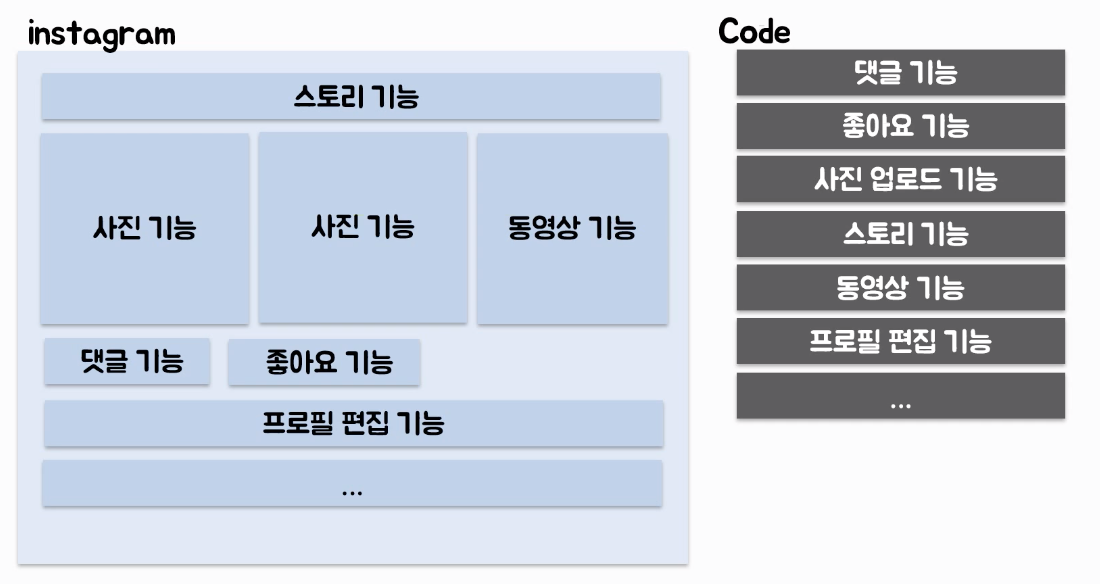 instagram
스토리 기능
사진 기능
사진 기능
동영상 기능
댓글 기능
좋아요 기능
프로필 편집 기능
...
Code
댓글 기능
좋아요 기능
사진 업로드 기능
스토리 기능
동영상 기능
프로필 편집 기능
...